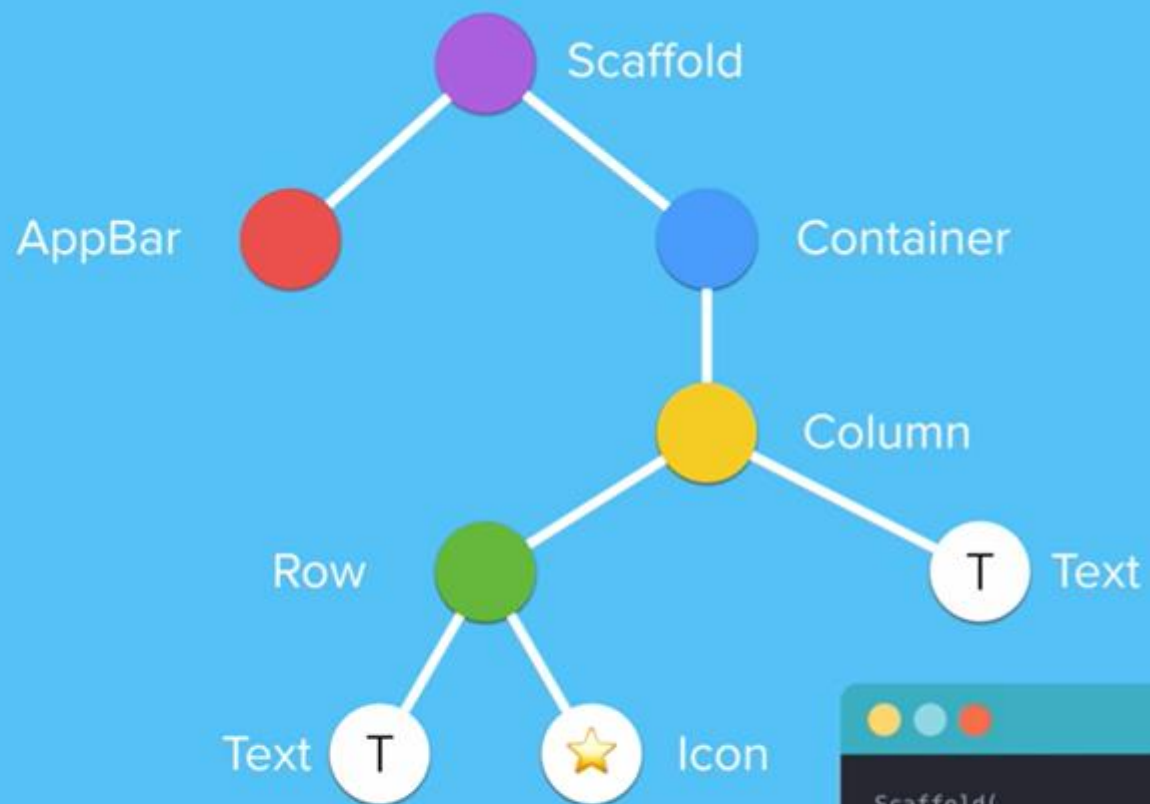 Scaffold
AppBar
Container
Column
Row
T
Text
Text
T
Icon
Scaffold(